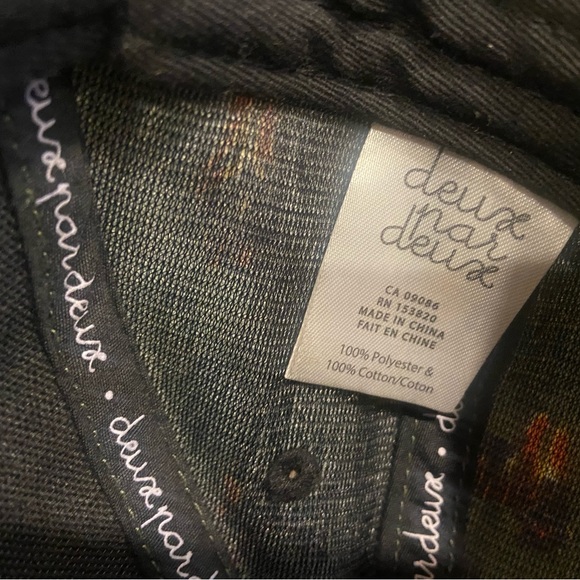 deux par deux • deux par deux
deux
par
deux
CA 09086
RN 153820
MADE IN CHINA
FAIT EN CHINE
100% Polyester &
100% Cotton/Coton
par deux • d